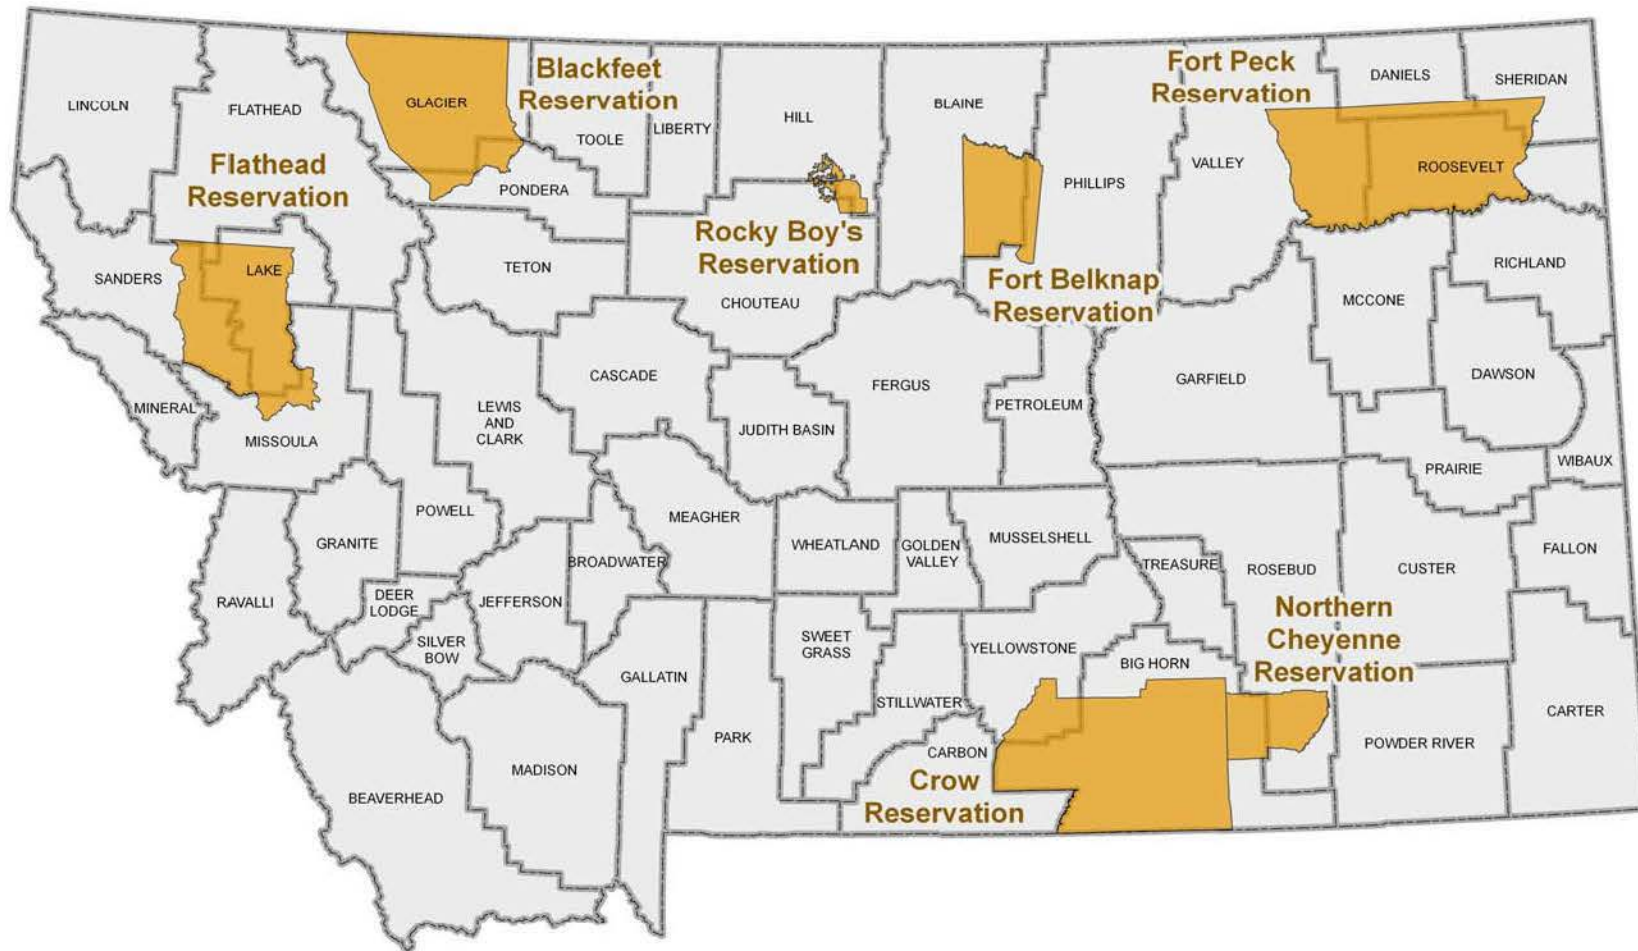 Blackfeet
Reservation
Fort Peck
Reservation
Flathead
Reservation
Rocky Boy's
Reservation
Fort Belknap
Reservation
Northern
Cheyenne
Reservation
Crow
Reservation
LINCOLN
FLATHEAD
GLACIER
TOOLE
LIBERTY
HILL
BLAINE
PHILLIPS
VALLEY
DANIELS
SHERIDAN
ROOSEVELT
PONDERA
SANDERS
LAKE
TETON
CHOUTEAU
RICHLAND
MCCONE
MINERAL
MISSOULA
LEWIS
AND
CLARK
CASCADE
JUDITH BASIN
FERGUS
PETROLEUM
GARFIELD
DAWSON
PRAIRIE
WIBAUX
POWELL
GRANITE
MEAGHER
WHEATLAND
GOLDEN
VALLEY
MUSSELSHELL
TREASURE
ROSEBUD
CUSTER
FALLON
RAVALLI
DEER
LODGE
SILVER
BOW
JEFFERSON
BROADWATER
GALLATIN
PARK
SWEET
GRASS
STILLWATER
YELLOWSTONE
BIG HORN
CARBON
POWDER RIVER
CARTER
BEAVERHEAD
MADISON